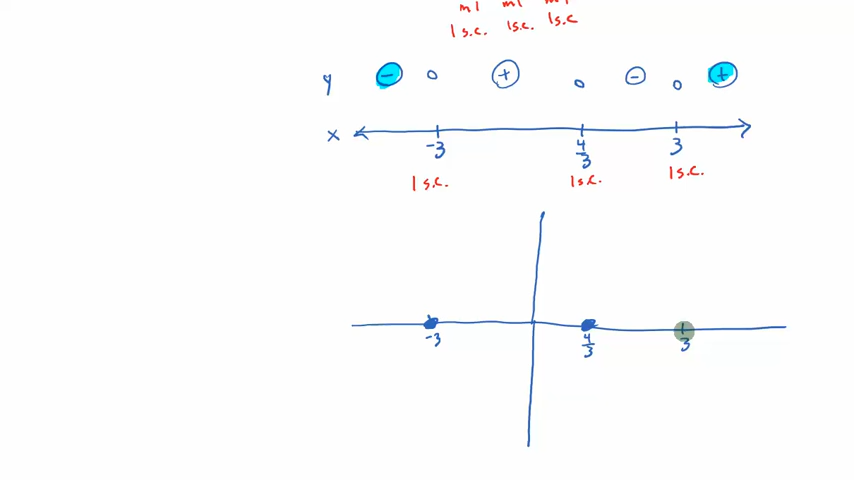 1 s.c. 1 s.c. 1 s.c
y - 0 + 0 - 0 +
x -3 4/3 3
1 s.c. 1 s.c. 1 s.c.
-3 4/3 3